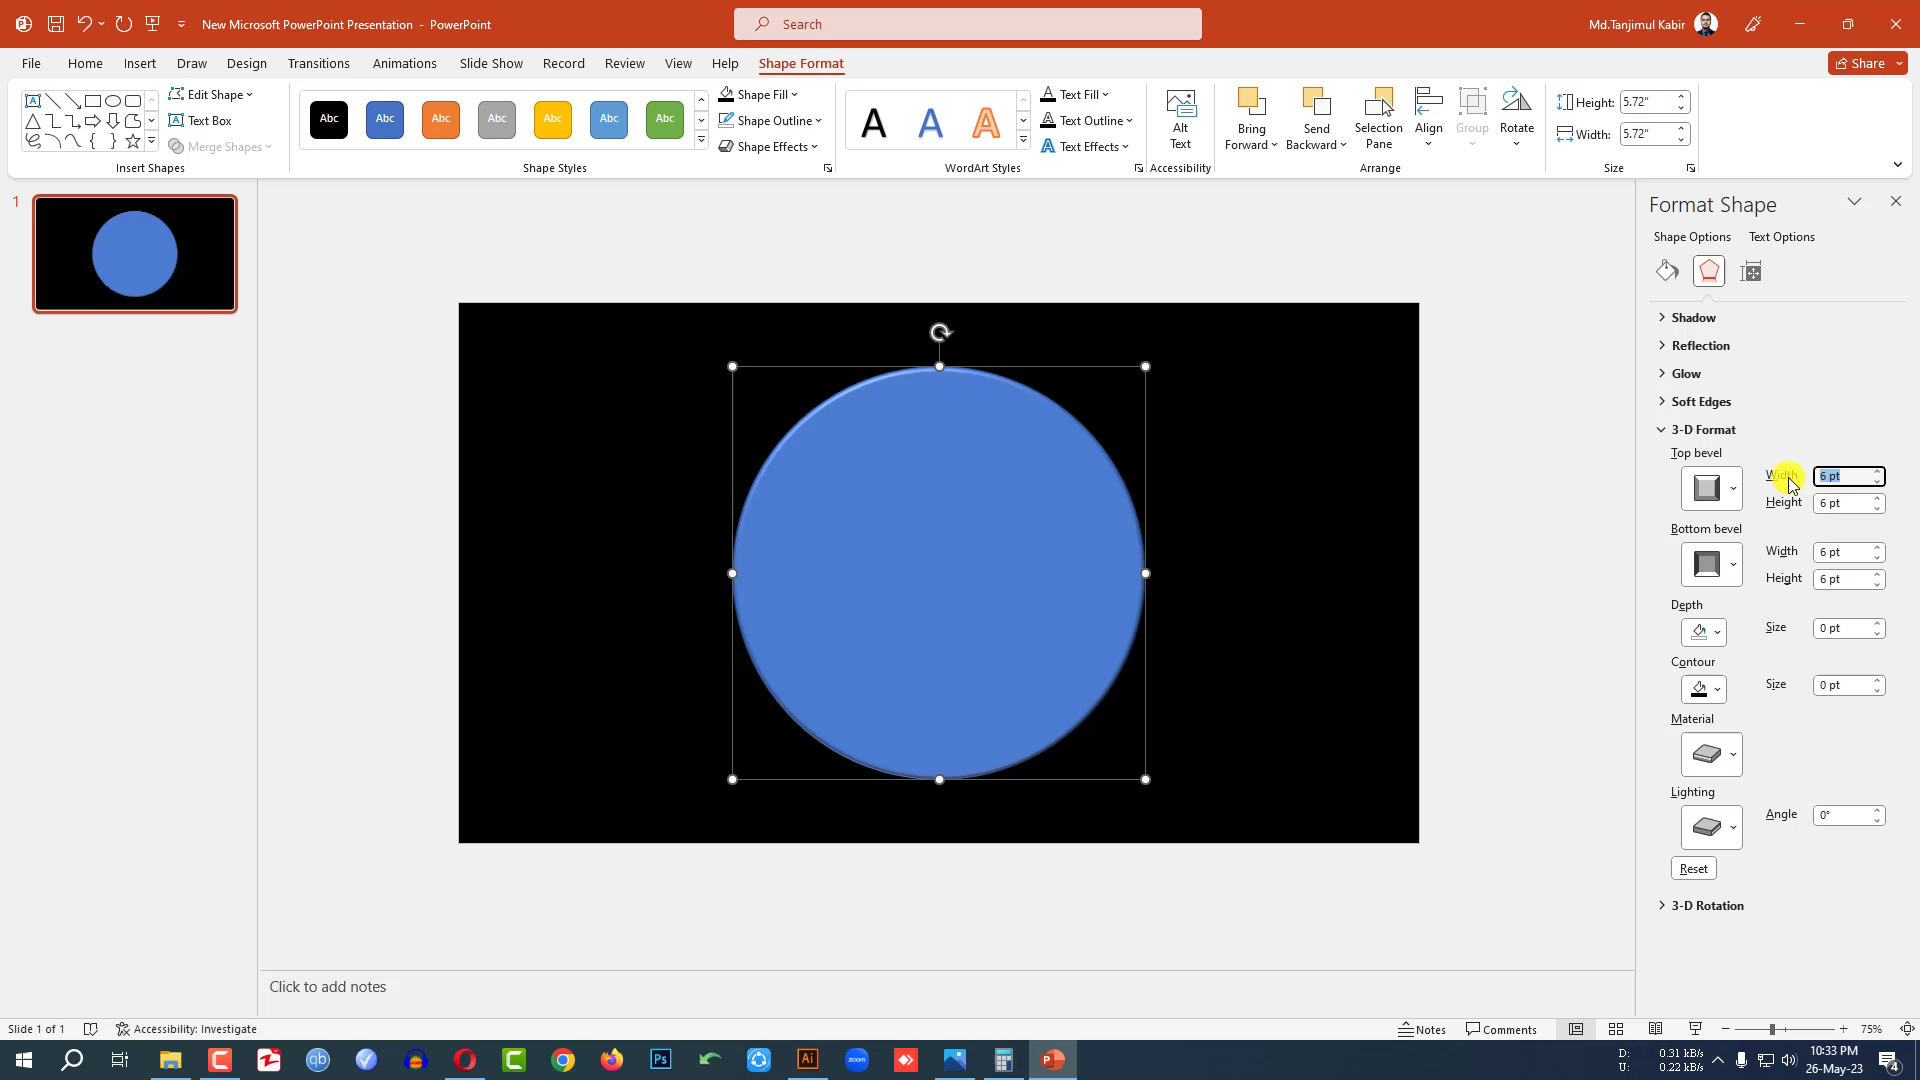 New Microsoft PowerPoint Presentation - PowerPoint
Search
Md.Tanjimul Kabir
File Home Insert Draw Design Transitions Animations Slide Show Record Review View Help Shape Format
Share
Edit Shape
Text Box
Merge Shapes
Insert Shapes
Abc Abc Abc Abc Abc Abc Abc
Shape Fill
Shape Outline
Shape Effects
Shape Styles
A A A
Text Fill
Text Outline
Text Effects
WordArt Styles
Alt Text
Accessibility
Bring Forward
Send Backward
Selection Pane
Align
Group
Rotate
Arrange
Height: 5.72"
Width: 5.72"
Size
1
Format Shape
Shape Options Text Options
Shadow
Reflection
Glow
Soft Edges
3-D Format
Top bevel
Width 6 pt
Height 6 pt
Bottom bevel
Width 6 pt
Height 6 pt
Depth
Size 0 pt
Contour
Size 0 pt
Material
Lighting
Angle 0°
Reset
3-D Rotation
Click to add notes
Slide 1 of 1 Accessibility: Investigate
Notes Comments 75%
qb Ps Ai zoom
D: 0.31 kB/s
U: 0.22 kB/s
10:33 PM
26-May-23
4